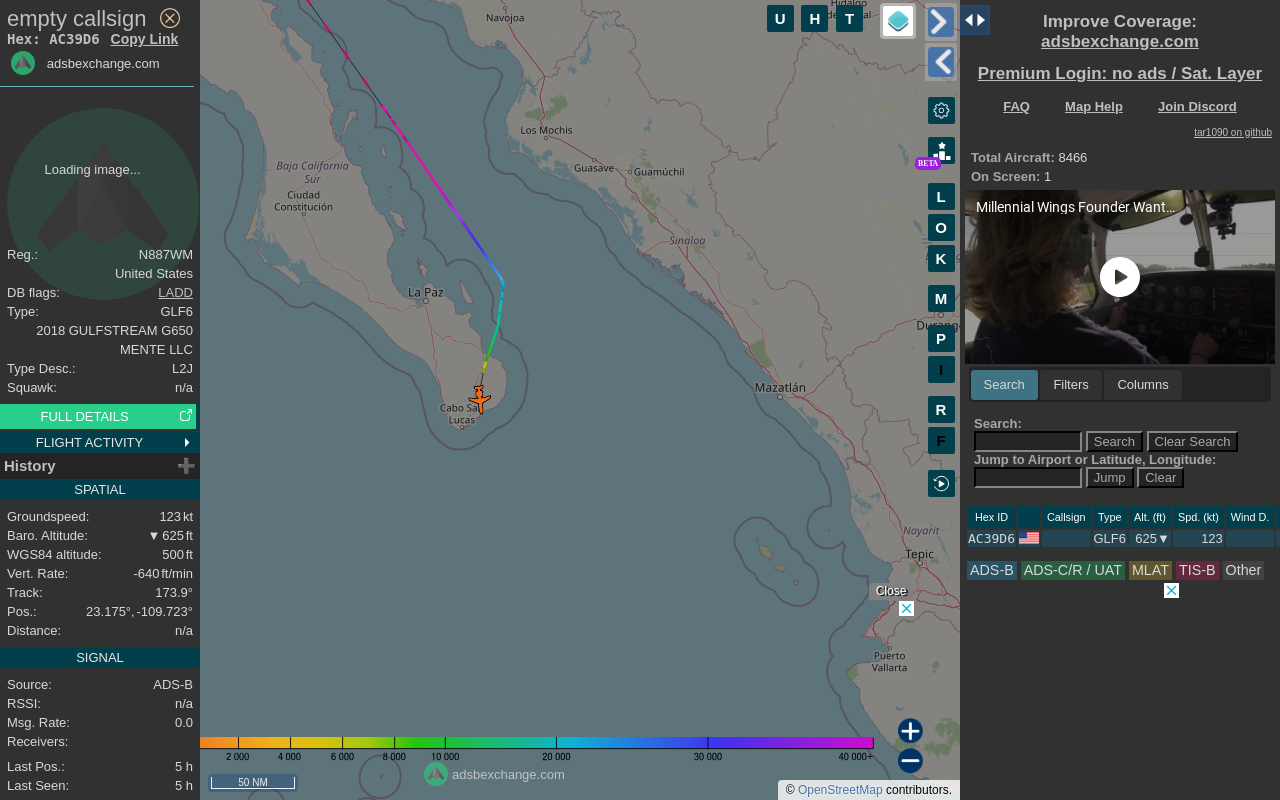 empty callsign
Hex: AC39D6 Copy Link
adsbexchange.com
Loading image...
Reg.: N887WM
United States
DB flags: LADD
Type: GLF6
2018 GULFSTREAM G650
MENTE LLC
Type Desc.: L2J
Squawk: n/a
FULL DETAILS
FLIGHT ACTIVITY
History
SPATIAL
Groundspeed: 123 kt
Baro. Altitude: ▼ 625 ft
WGS84 altitude: 500 ft
Vert. Rate: -640 ft/min
Track: 173.9°
Pos.: 23.175°, -109.723°
Distance: n/a
SIGNAL
Source: ADS-B
RSSI: n/a
Msg. Rate: 0.0
Receivers:
Last Pos.: 5 h
Last Seen: 5 h
Navojoa
Hidalgo
Los Mochis
Guasave
Guamúchil
Baja California
Sur
Ciudad
Constitución
Sinaloa
La Paz
Mazatlán
Cabo Sa
Lucas
Nayarit
Tepic
Puerto
Vallarta
U H T
BETA
L
O
K
M
P
I
R
F
Close
2 000 4 000 6 000 8 000 10 000 20 000 30 000 40 000+
50 NM
adsbexchange.com
© OpenStreetMap contributors.
Improve Coverage:
adsbexchange.com
Premium Login: no ads / Sat. Layer
FAQ Map Help Join Discord
tar1090 on github
Total Aircraft: 8466
On Screen: 1
Millennial Wings Founder Want...
Search Filters Columns
Search:
Search Clear Search
Jump to Airport or Latitude, Longitude:
Jump Clear
Hex ID Callsign Type Alt. (ft) Spd. (kt) Wind D.
AC39D6 GLF6 625▼ 123
ADS-B ADS-C/R / UAT MLAT TIS-B Other